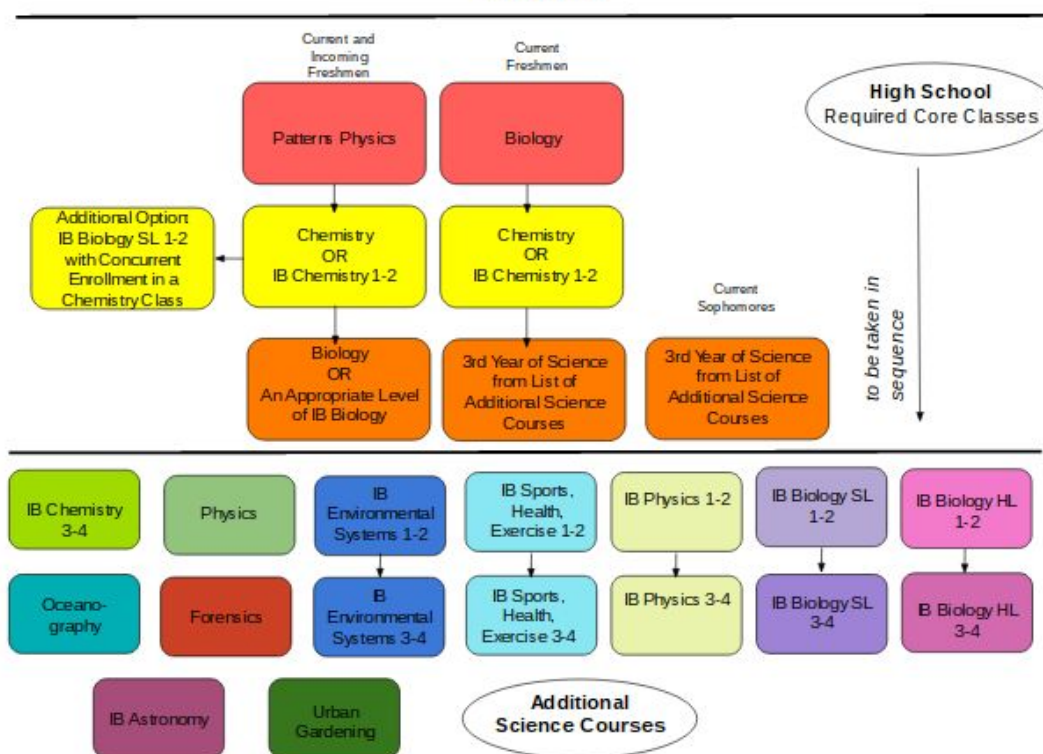 Current and
Incoming
Freshmen
Current
Freshmen
High School
Required Core Classes
Patterns Physics
Biology
Additional Option:
IB Biology SL 1-2
with Concurrent
Enrollment in a
Chemistry Class
Chemistry
OR
IB Chemistry 1-2
Chemistry
OR
IB Chemistry 1-2
Current
Sophomores
to be taken in
sequence
Biology
OR
An Appropriate Level
of IB Biology
3rd Year of Science
from List of
Additional Science
Courses
3rd Year of Science
from List of
Additional Science
Courses
IB Chemistry
3-4
Physics
IB
Environmental
Systems 1-2
IB Sports,
Health,
Exercise 1-2
IB Physics 1-2
IB Biology SL
1-2
IB Biology HL
1-2
Oceano-
graphy
Forensics
IB
Environmental
Systems 3-4
IB Sports,
Health,
Exercise 3-4
IB Physics 3-4
IB Biology SL
3-4
IB Biology HL
3-4
IB Astronomy
Urban
Gardening
Additional
Science Courses